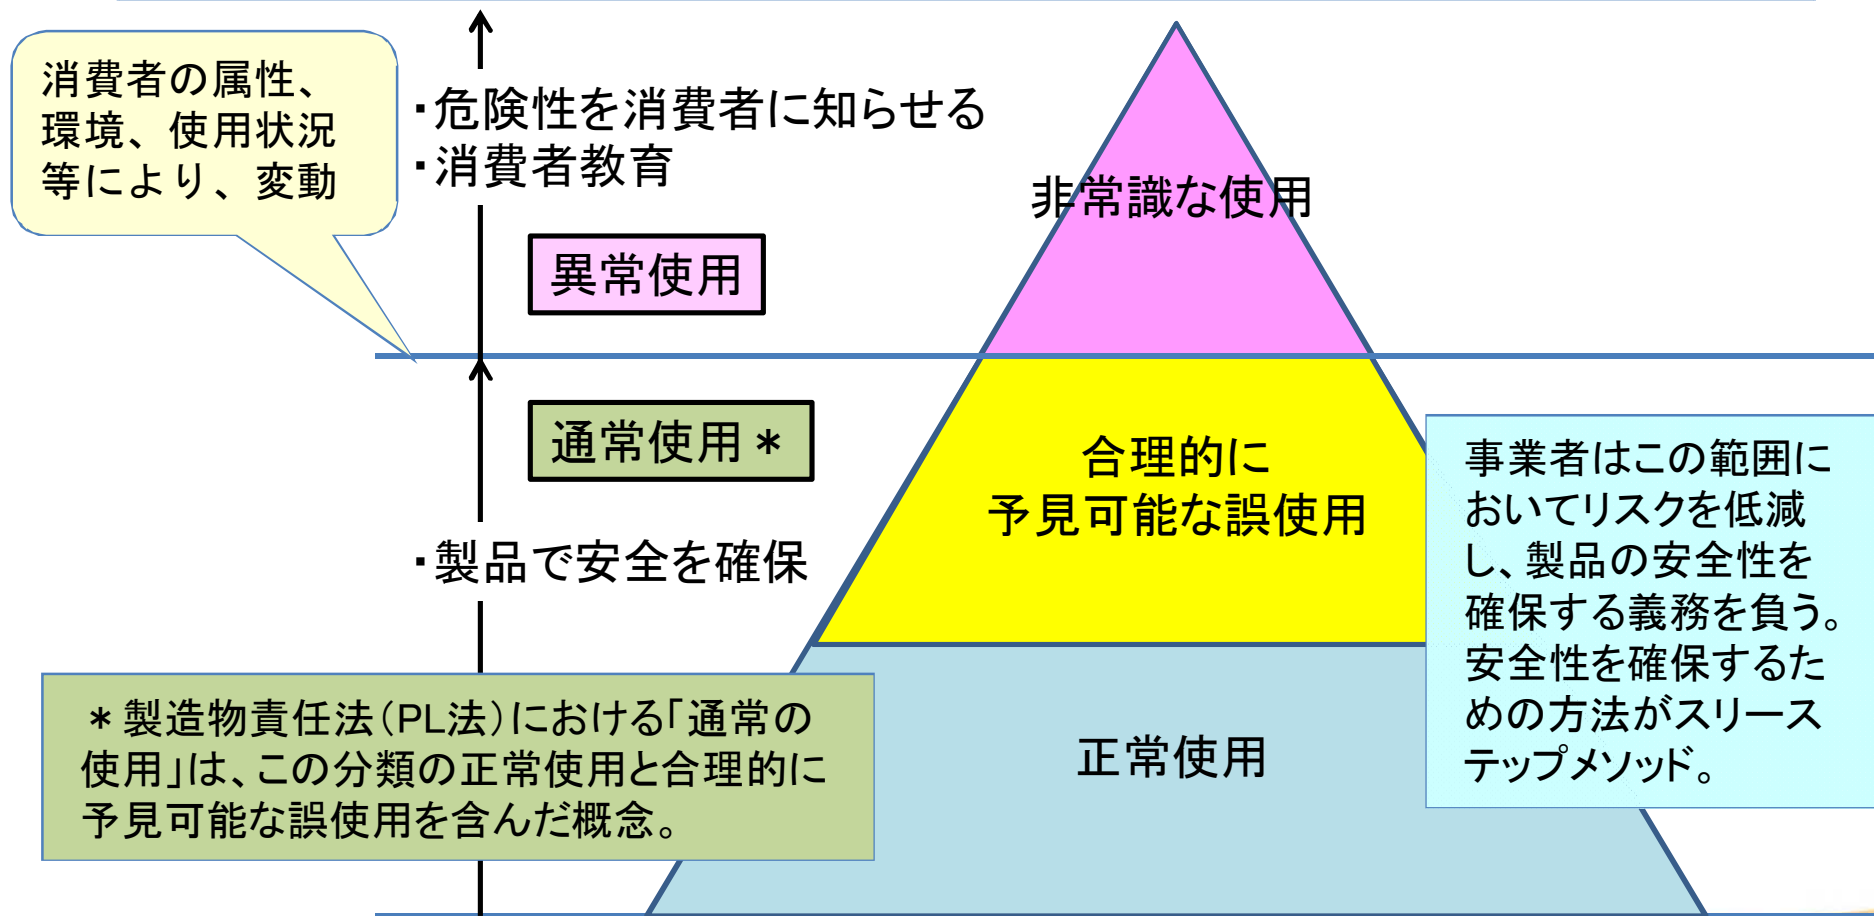 消費者の属性、
環境、使用状況
等により、変動
・危険性を消費者に知らせる
・消費者教育
非常識な使用
異常使用
通常使用＊
合理的に
予見可能な誤使用
・製品で安全を確保
事業者はこの範囲に
おいてリスクを低減
し、製品の安全性を
確保する義務を負う。
安全性を確保するた
めの方法がスリース
テップメソッド。
＊製造物責任法（PL法）における「通常の
使用」は、この分類の正常使用と合理的に
予見可能な誤使用を含んだ概念。
正常使用